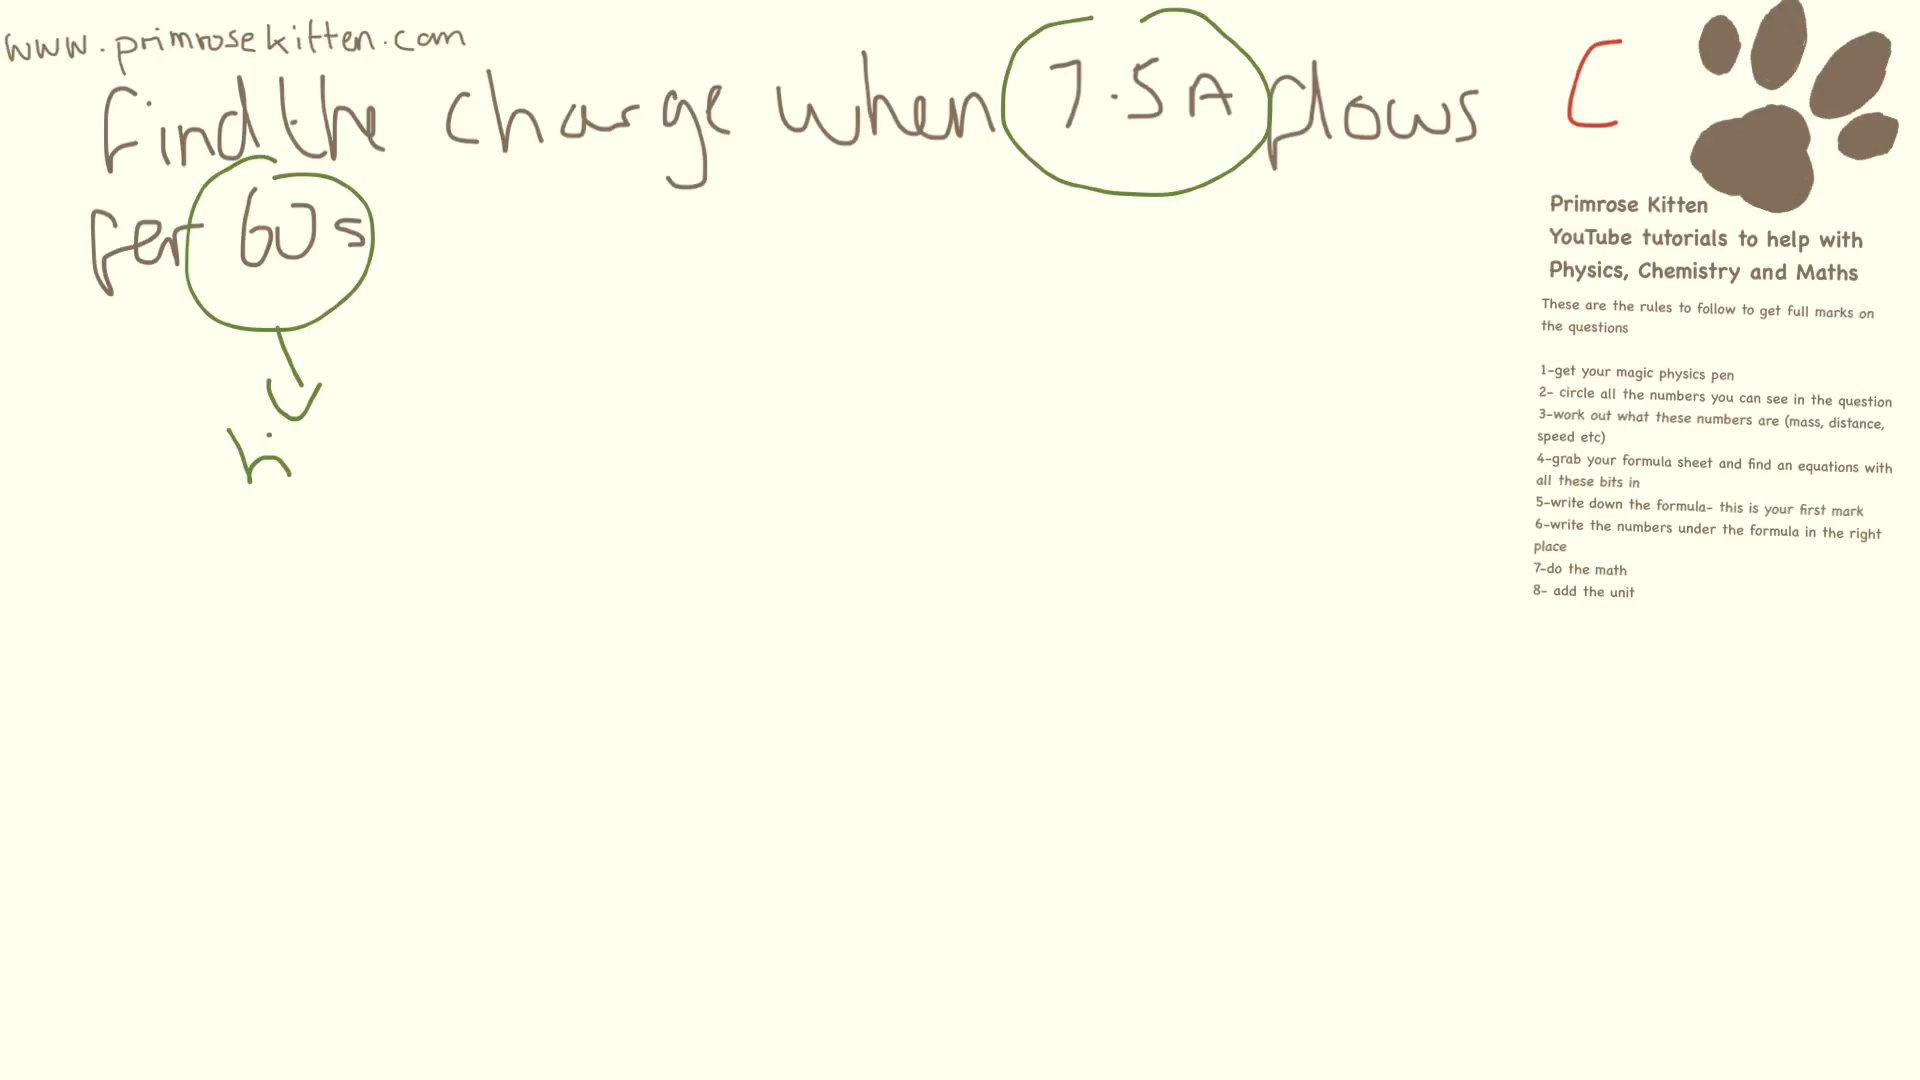 www.primrosekitten.com
Find the charge when 7.5A flows
for 60s
C
Primrose Kitten
YouTube tutorials to help with
Physics, Chemistry and Maths
These are the rules to follow to get full marks on
the questions
1-get your magic physics pen
2- circle all the numbers you can see in the question
3-work out what these numbers are (mass, distance,
speed etc)
4-grab your formula sheet and find an equations with
all these bits in
5-write down the formula- this is your first mark
6-write the numbers under the formula in the right
place
7-do the math
8- add the unit